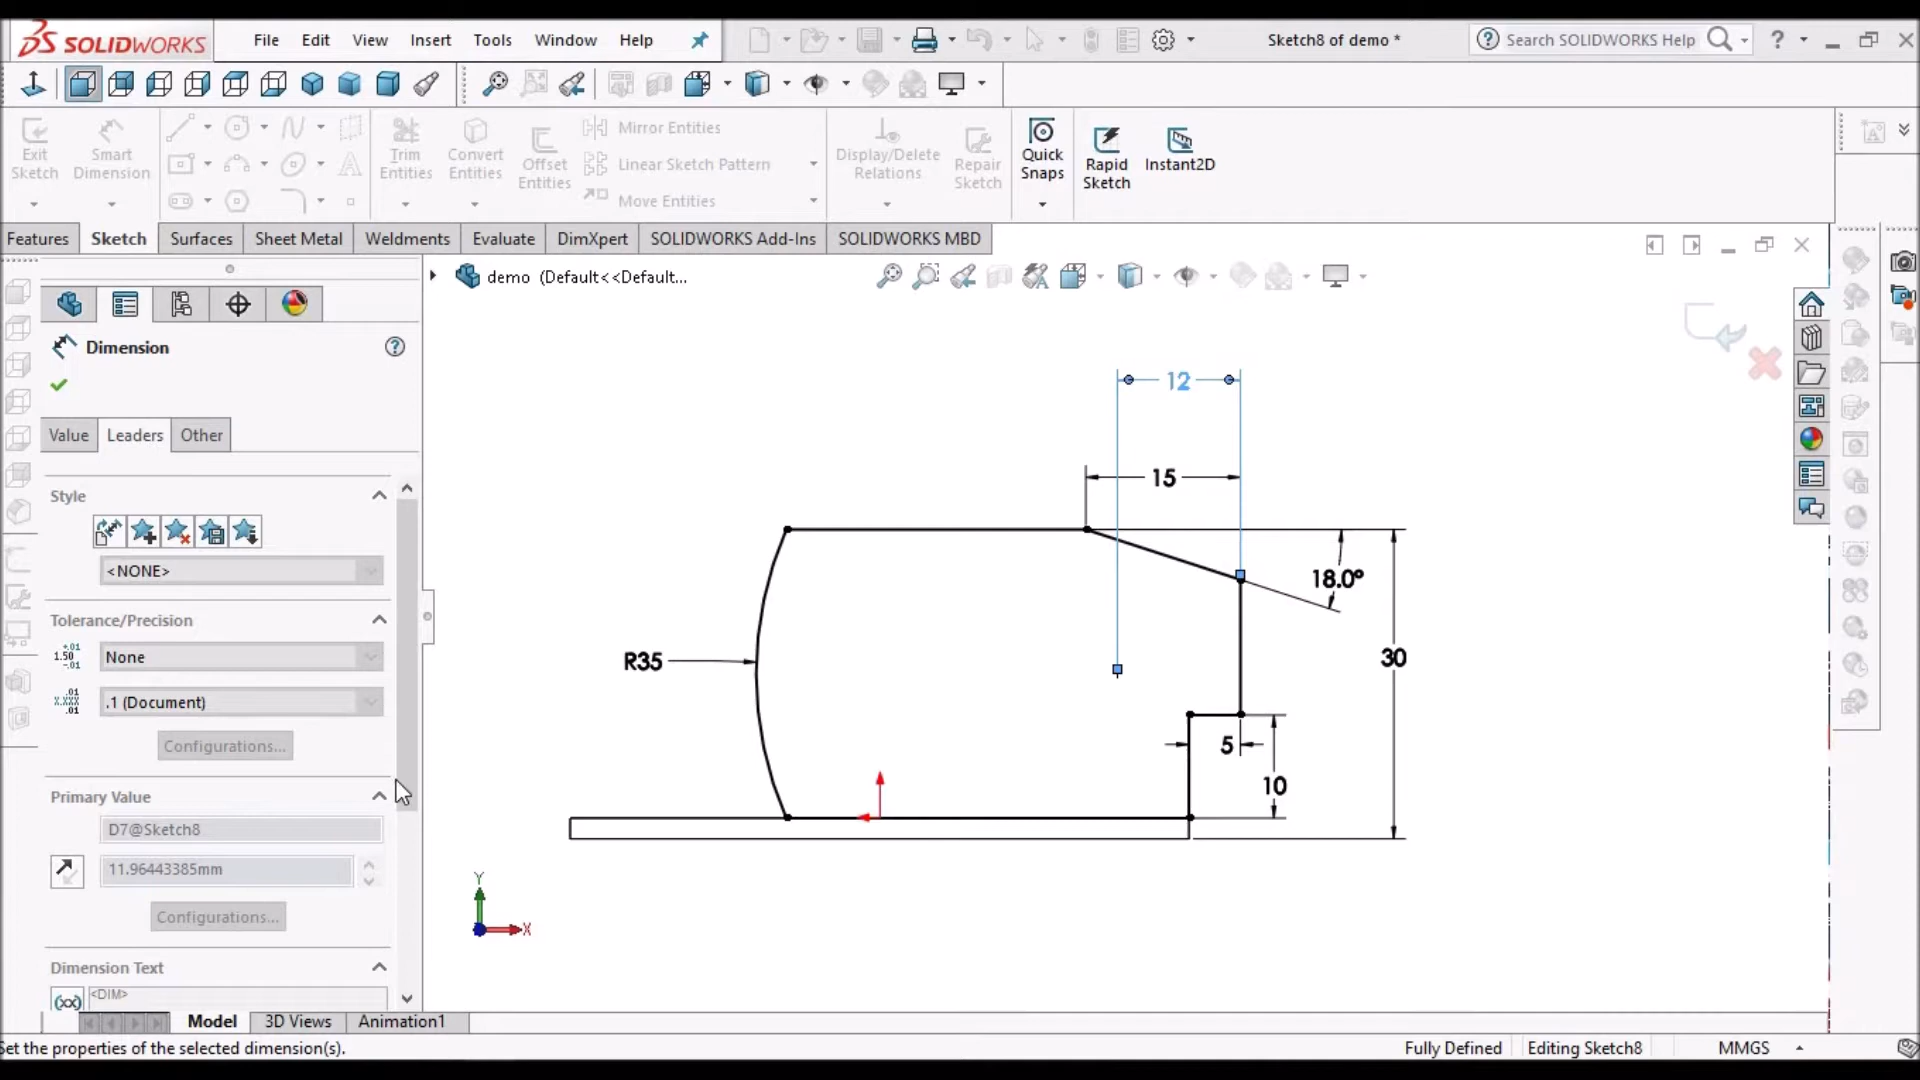 SOLIDWORKS
File Edit View Insert Tools Window Help
Sketch8 of demo *
Search SOLIDWORKS Help
Exit Sketch
Smart Dimension
Trim Entities
Convert Entities
Offset Entities
Mirror Entities
Linear Sketch Pattern
Move Entities
Display/Delete Relations
Repair Sketch
Quick Snaps
Rapid Sketch
Instant2D
Features Sketch Surfaces Sheet Metal Weldments Evaluate DimXpert SOLIDWORKS Add-Ins SOLIDWORKS MBD
demo (Default<<Default...
Dimension
Value Leaders Other
Style
<NONE>
Tolerance/Precision
None
.1 (Document)
Configurations...
Primary Value
D7@Sketch8
11.96443385mm
Configurations...
Dimension Text
<DIM>
12
15
18.0°
R35
30
5
10
Y
X
Model 3D Views Animation1
Set the properties of the selected dimension(s).
Fully Defined Editing Sketch8 MMGS